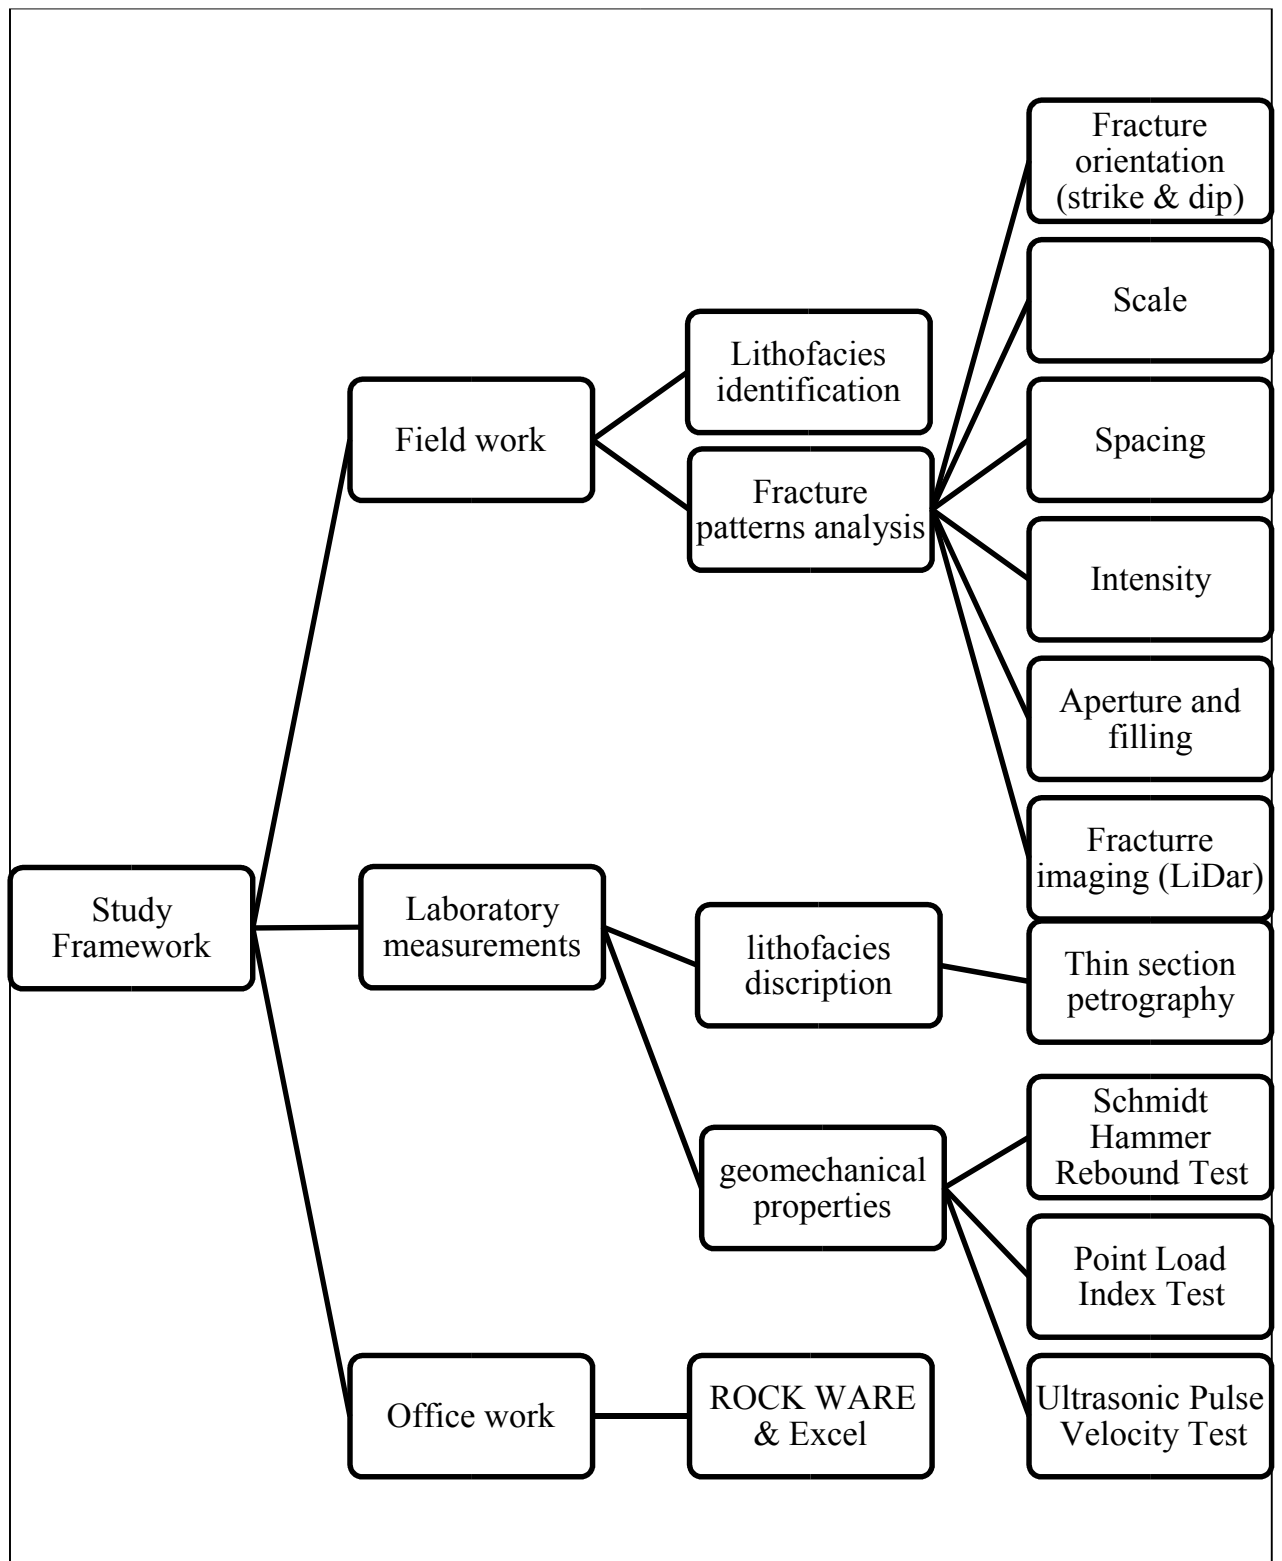 Study
Framework
Field work
Lithofacies
identification
Fracture
patterns analysis
Fracture
orientation
(strike & dip)
Scale
Spacing
Intensity
Aperture and
filling
Fracturre
imaging (LiDar)
Laboratory
measurements
lithofacies
discription
Thin section
petrography
geomechanical
properties
Schmidt
Hammer
Rebound Test
Point Load
Index Test
Ultrasonic Pulse
Velocity Test
Office work
ROCK WARE
& Excel